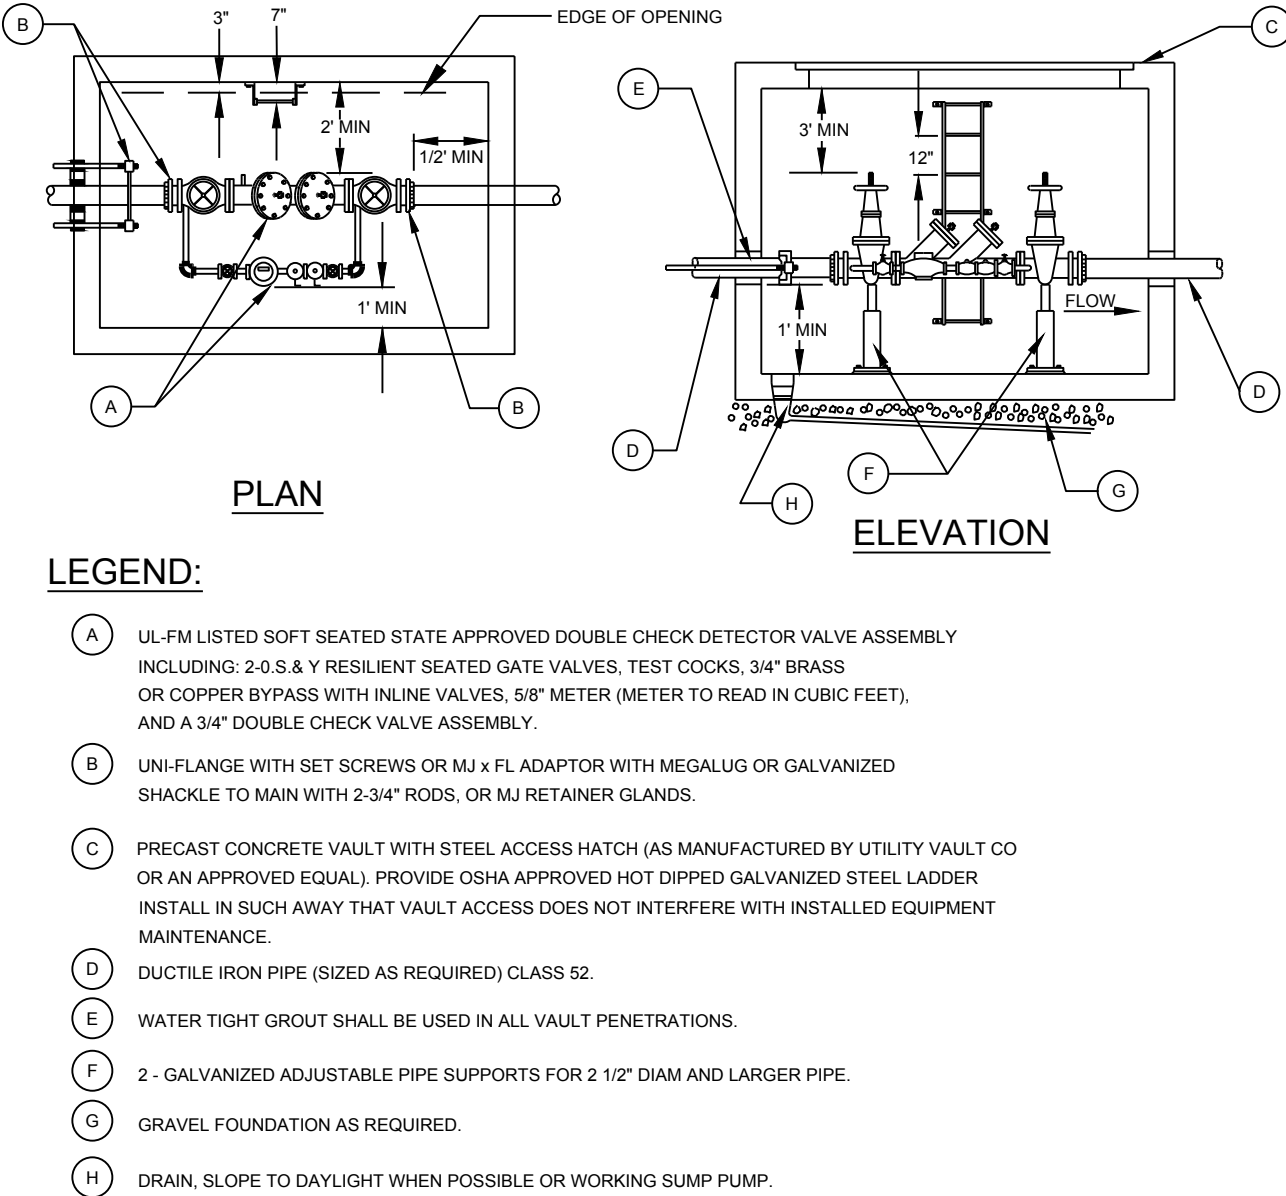 B
3"
7"
EDGE OF OPENING
2' MIN
1/2' MIN
1' MIN
A
B
PLAN
C
E
3' MIN
12"
1' MIN
FLOW
D
D
F
G
H
ELEVATION
LEGEND:
A
UL-FM LISTED SOFT SEATED STATE APPROVED DOUBLE CHECK DETECTOR VALVE ASSEMBLY
INCLUDING: 2-0.S.& Y RESILIENT SEATED GATE VALVES, TEST COCKS, 3/4" BRASS
OR COPPER BYPASS WITH INLINE VALVES, 5/8" METER (METER TO READ IN CUBIC FEET),
AND A 3/4" DOUBLE CHECK VALVE ASSEMBLY.
B
UNI-FLANGE WITH SET SCREWS OR MJ x FL ADAPTOR WITH MEGALUG OR GALVANIZED
SHACKLE TO MAIN WITH 2-3/4" RODS, OR MJ RETAINER GLANDS.
C
PRECAST CONCRETE VAULT WITH STEEL ACCESS HATCH (AS MANUFACTURED BY UTILITY VAULT CO
OR AN APPROVED EQUAL). PROVIDE OSHA APPROVED HOT DIPPED GALVANIZED STEEL LADDER
INSTALL IN SUCH AWAY THAT VAULT ACCESS DOES NOT INTERFERE WITH INSTALLED EQUIPMENT
MAINTENANCE.
D
DUCTILE IRON PIPE (SIZED AS REQUIRED) CLASS 52.
E
WATER TIGHT GROUT SHALL BE USED IN ALL VAULT PENETRATIONS.
F
2 - GALVANIZED ADJUSTABLE PIPE SUPPORTS FOR 2 1/2" DIAM AND LARGER PIPE.
G
GRAVEL FOUNDATION AS REQUIRED.
H
DRAIN, SLOPE TO DAYLIGHT WHEN POSSIBLE OR WORKING SUMP PUMP.